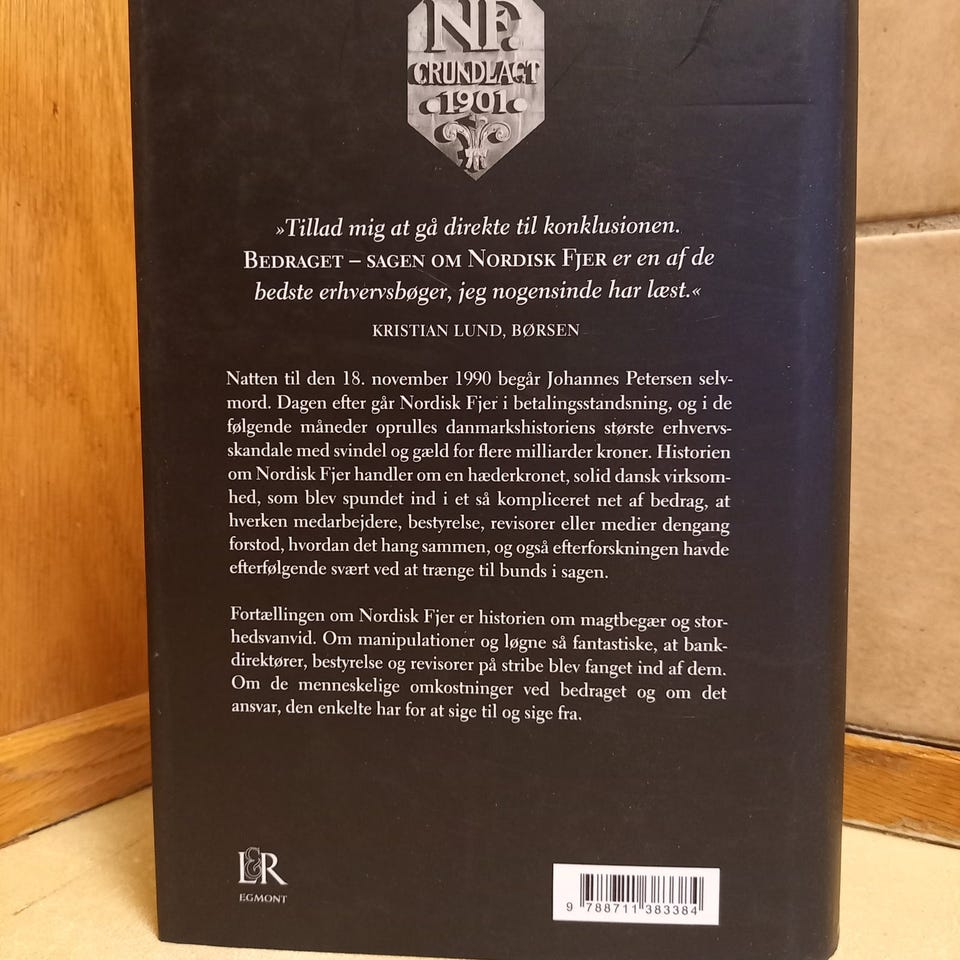 NF.
GRUNDLAGT
1901
»Tillad mig at gå direkte til konklusionen.
BEDRAGET – SAGEN OM NORDISK FJER er en af de
bedste erhvervsbøger, jeg nogensinde har læst.«
KRISTIAN LUND, BØRSEN
Natten til den 18. november 1990 begår Johannes Petersen selv-
mord. Dagen efter går Nordisk Fjer i betalingsstandsning, og i de
følgende måneder oprulles danmarkshistoriens største erhvervs-
skandale med svindel og gæld for flere milliarder kroner. Historien
om Nordisk Fjer handler om en hæderkronet, solid dansk virksom-
hed, som blev spundet ind i et så kompliceret net af bedrag, at
hverken medarbejdere, bestyrelse, revisorer eller medier dengang
forstod, hvordan det hang sammen, og også efterforskningen havde
efterfølgende svært ved at trænge til bunds i sagen.
Fortællingen om Nordisk Fjer er historien om magtbegær og stor-
hedsvanvid. Om manipulationer og løgne så fantastiske, at bank-
direktører, bestyrelse og revisorer på stribe blev fanget ind af dem.
Om de menneskelige omkostninger ved bedraget og om det
ansvar, den enkelte har for at sige til og sige fra.
L&R
EGMONT
9 788711 383384